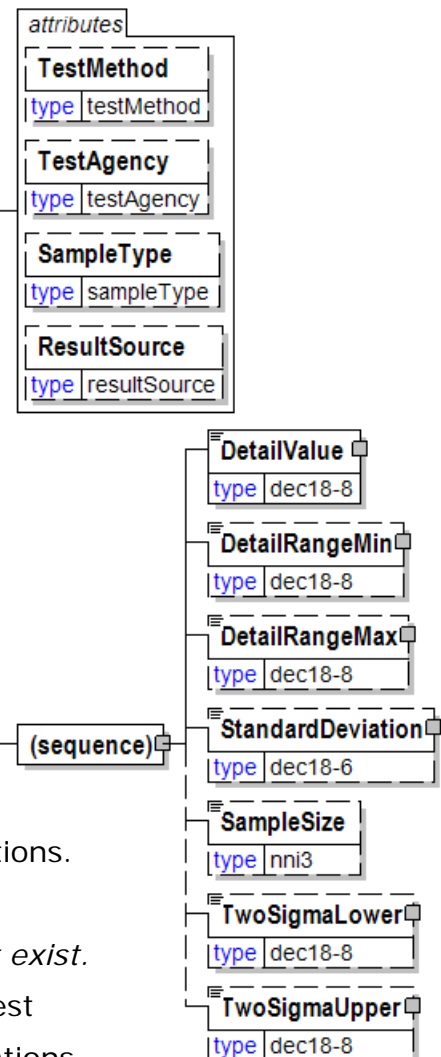 attributes
TestMethod
type testMethod
TestAgency
type testAgency
SampleType
type sampleType
ResultSource
type resultSource
DetailValue
type dec18-8
DetailRangeMin
type dec18-8
DetailRangeMax
type dec18-8
(sequence)
StandardDeviation
type dec18-6
SampleSize
type nni3
TwoSigmaLower
type dec18-8
TwoSigmaUpper
type dec18-8
tions.
exist.
est